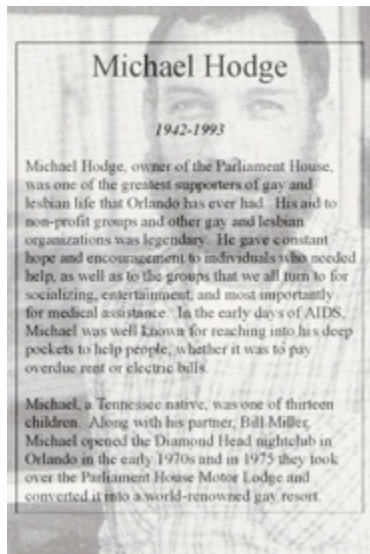 Michael Hodge
1942-1993
Michael Hodge, owner of the Parliament House,
was one of the greatest supporters of gay and
lesbian life that Orlando has ever had. His aid to
non-profit groups and other gay and lesbian
organizations was legendary. He gave constant
hope and encouragement to individuals who needed
help, as well as to the groups that we all turn to for
socializing, entertainment, and most importantly
for medical assistance. In the early days of AIDS,
Michael was well known for reaching into his deep
pockets to help people, whether it was to pay
overdue rent or electric bills.
Michael, a Tennessee native, was one of thirteen
children. Along with his partner, Bill Miller,
Michael opened the Diamond Head nightclub in
Orlando in the early 1970s and in 1975 they took
over the Parliament House Motor Lodge and
converted it into a world-renowned gay resort.